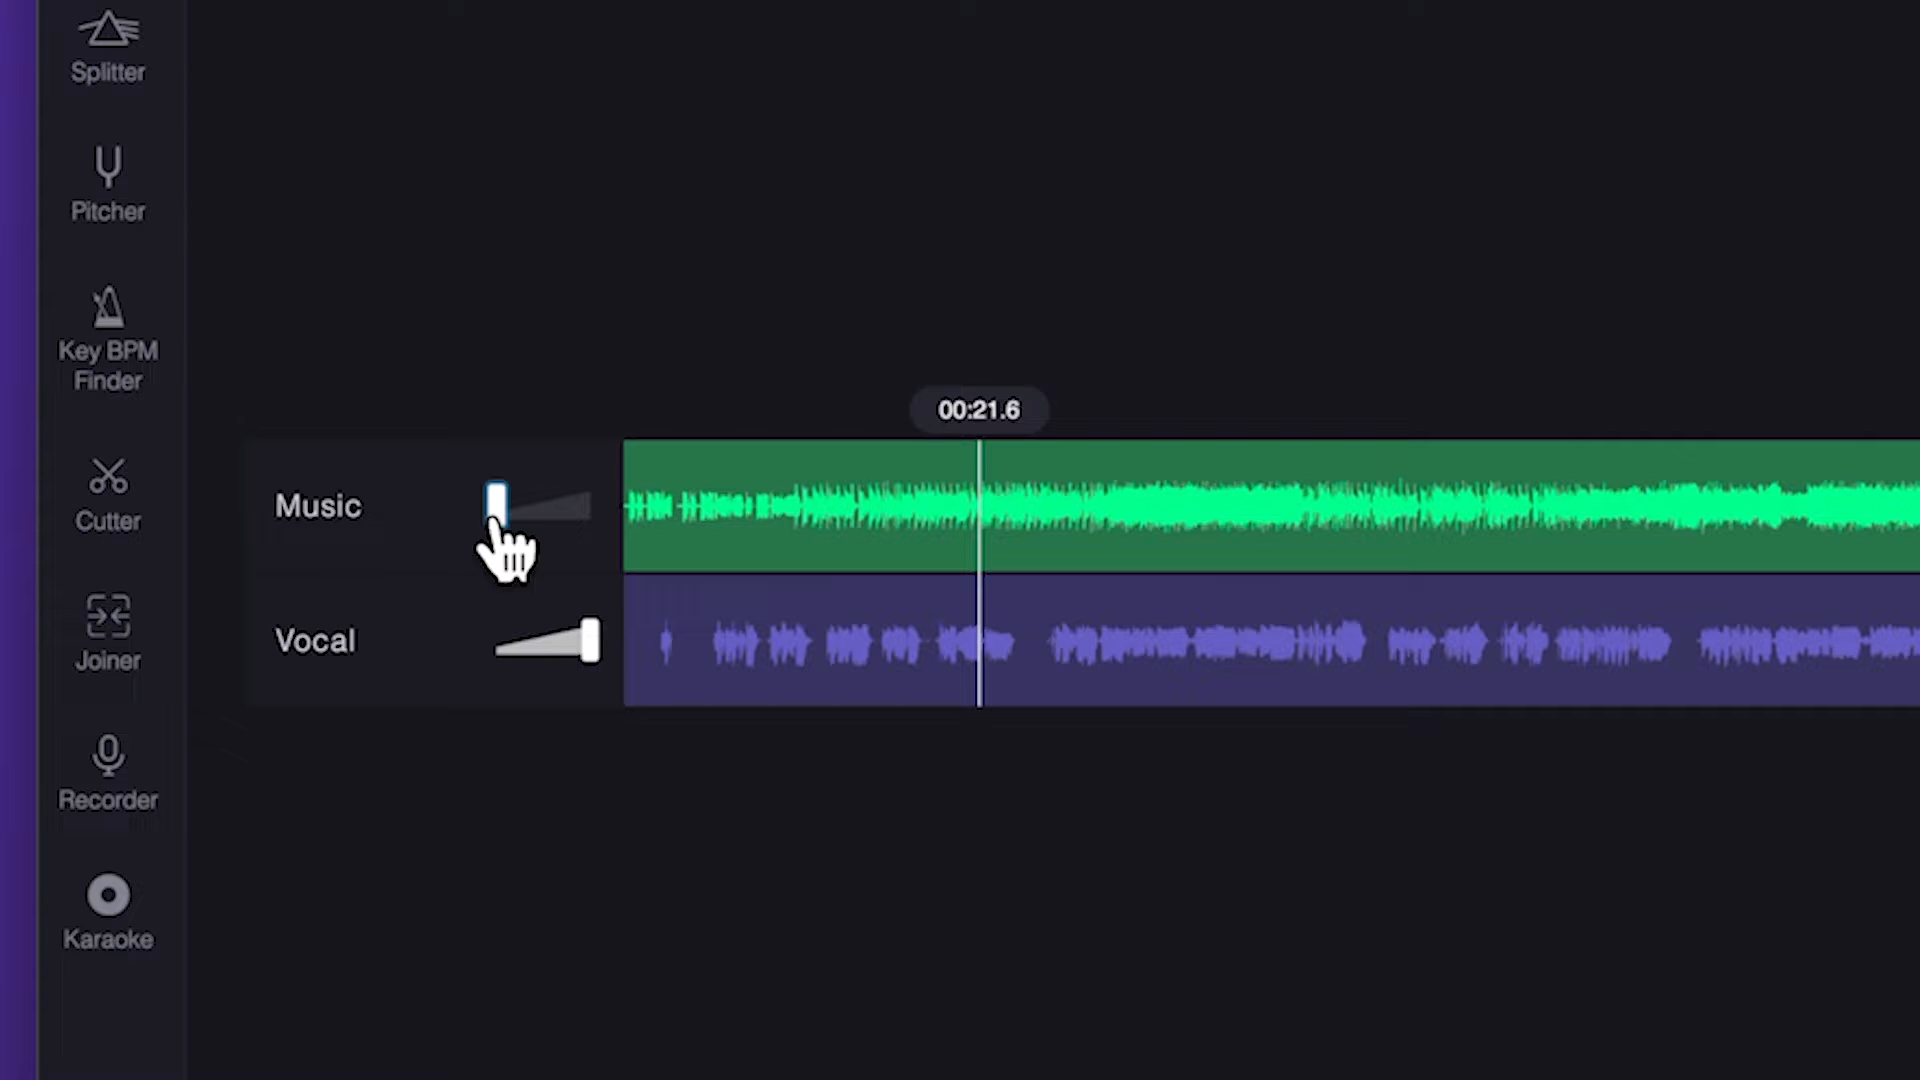 Splitter
Pitcher
Key BPM
Finder
Cutter
Joiner
Recorder
Karaoke
00:21.6
Music
Vocal